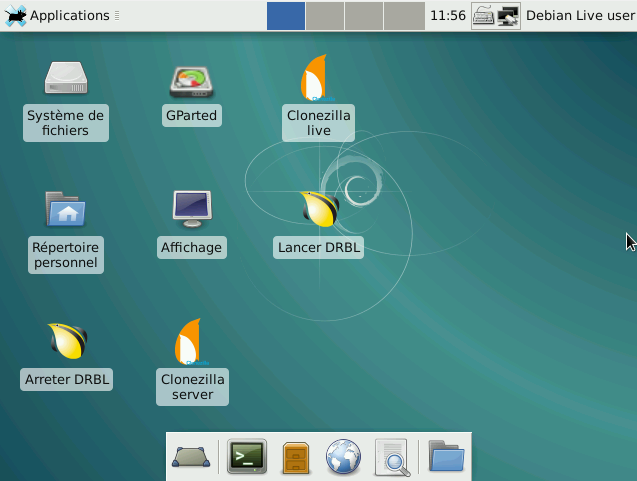 Applications
11:56
Debian Live user
Système de
fichiers
GParted
Clonezilla
live
Répertoire
personnel
Affichage
Lancer DRBL
Arreter DRBL
Clonezilla
server